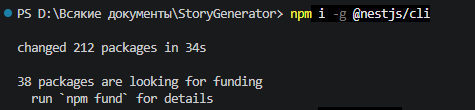 PS D:\Всякие документы\StoryGenerator> npm i -g @nestjs/cli
changed 212 packages in 34s
38 packages are looking for funding
run `npm fund` for details